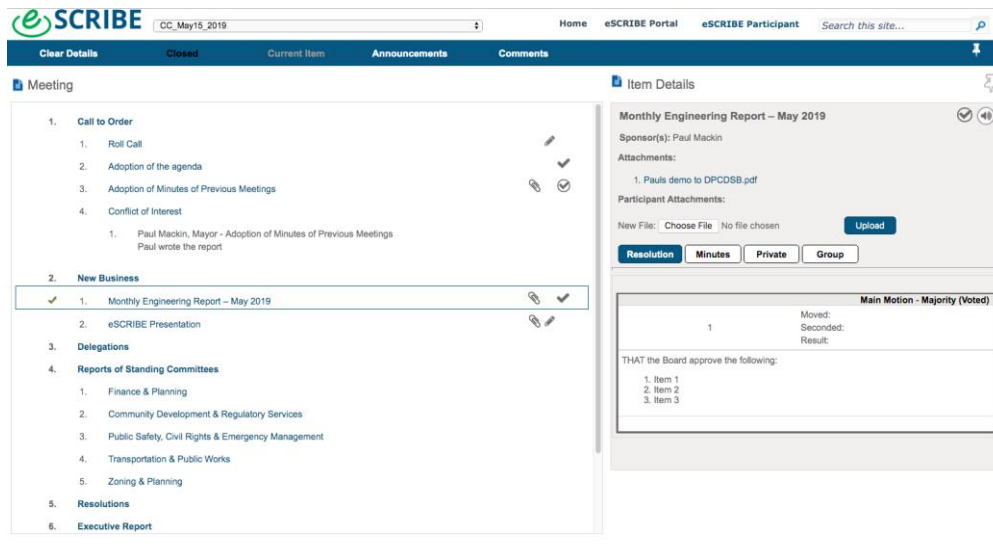 eSCRIBE
CC_May15_2019
Home eSCRIBE Portal eSCRIBE Participant Search this site...
Clear Details Closed Current Item Announcements Comments
Meeting
1. Call to Order
1. Roll Call
2. Adoption of the agenda
3. Adoption of Minutes of Previous Meetings
4. Conflict of Interest
1. Paul Mackin, Mayor - Adoption of Minutes of Previous Meetings
Paul wrote the report
2. New Business
1. Monthly Engineering Report – May 2019
2. eSCRIBE Presentation
3. Delegations
4. Reports of Standing Committees
1. Finance & Planning
2. Community Development & Regulatory Services
3. Public Safety, Civil Rights & Emergency Management
4. Transportation & Public Works
5. Zoning & Planning
5. Resolutions
6. Executive Report
Item Details
Monthly Engineering Report – May 2019
Sponsor(s): Paul Mackin
Attachments:
1. Pauls demo to DPCDSB.pdf
Participant Attachments:
New File: Choose File No file chosen Upload
Resolution Minutes Private Group
Main Motion - Majority (Voted)
1
Moved:
Seconded:
Result:
THAT the Board approve the following:
1. Item 1
2. Item 2
3. Item 3